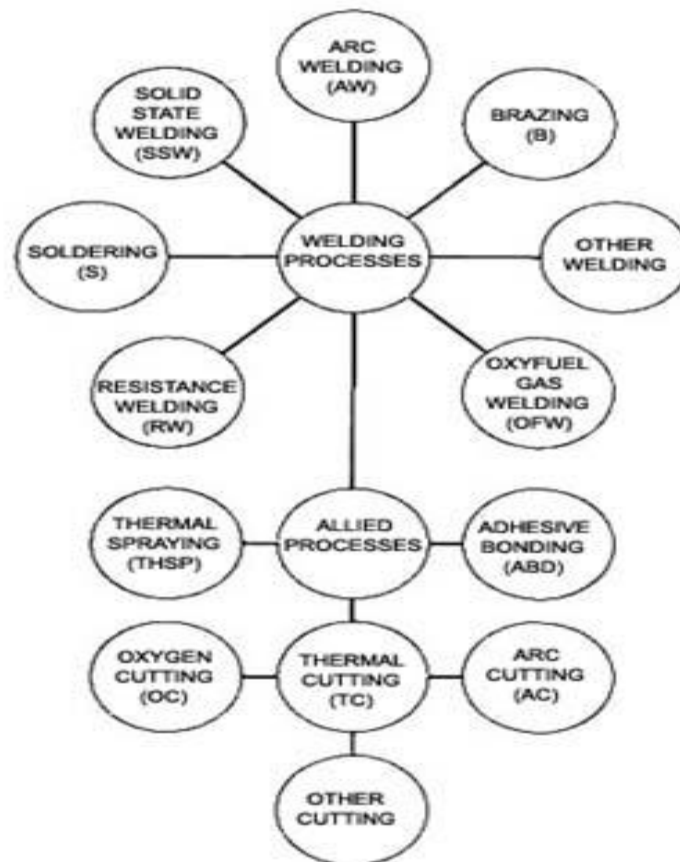 ARC
WELDING
(AW)
SOLID
STATE
WELDING
(SSW)
BRAZING
(B)
SOLDERING
(S)
WELDING
PROCESSES
OTHER
WELDING
RESISTANCE
WELDING
(RW)
OXYFUEL
GAS
WELDING
(OFW)
THERMAL
SPRAYING
(THSP)
ALLIED
PROCESSES
ADHESIVE
BONDING
(ABD)
OXYGEN
CUTTING
(OC)
THERMAL
CUTTING
(TC)
ARC
CUTTING
(AC)
OTHER
CUTTING